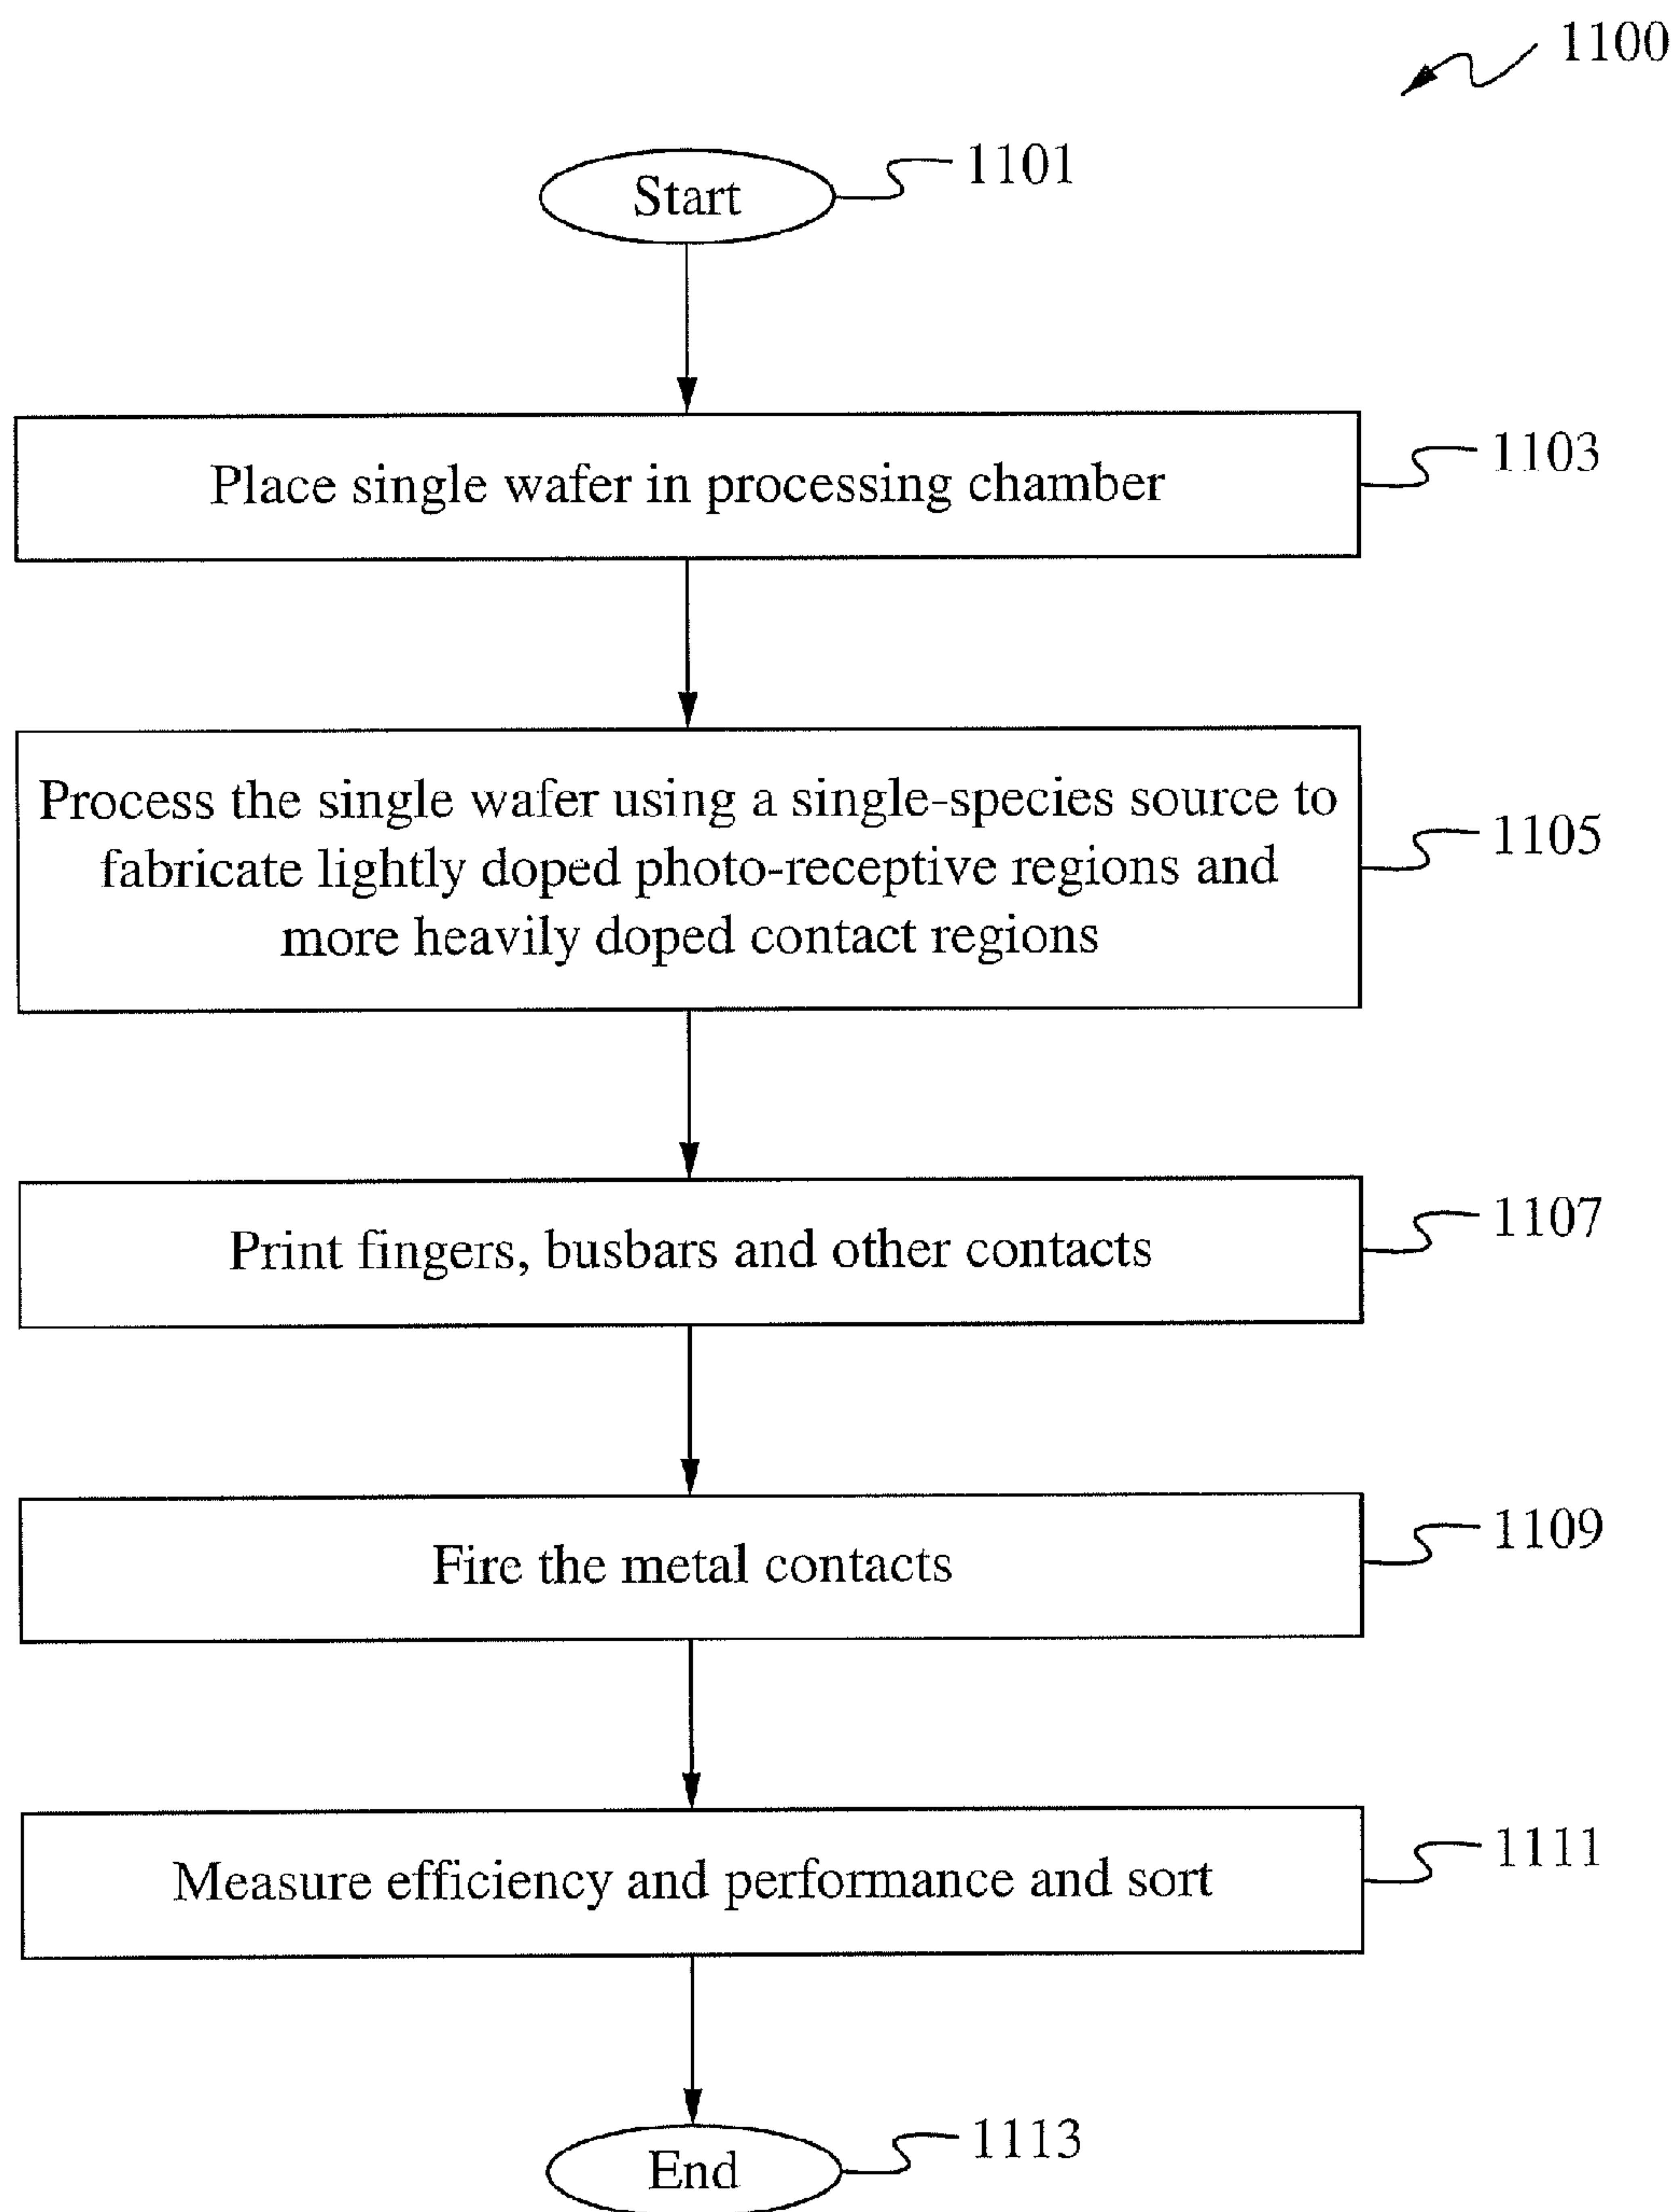 1100
Start
1101
Place single wafer in processing chamber
1103
Process the single wafer using a single-species source to
fabricate lightly doped photo-receptive regions and
more heavily doped contact regions
1105
Print fingers, busbars and other contacts
1107
Fire the metal contacts
1109
Measure efficiency and performance and sort
1111
End
1113